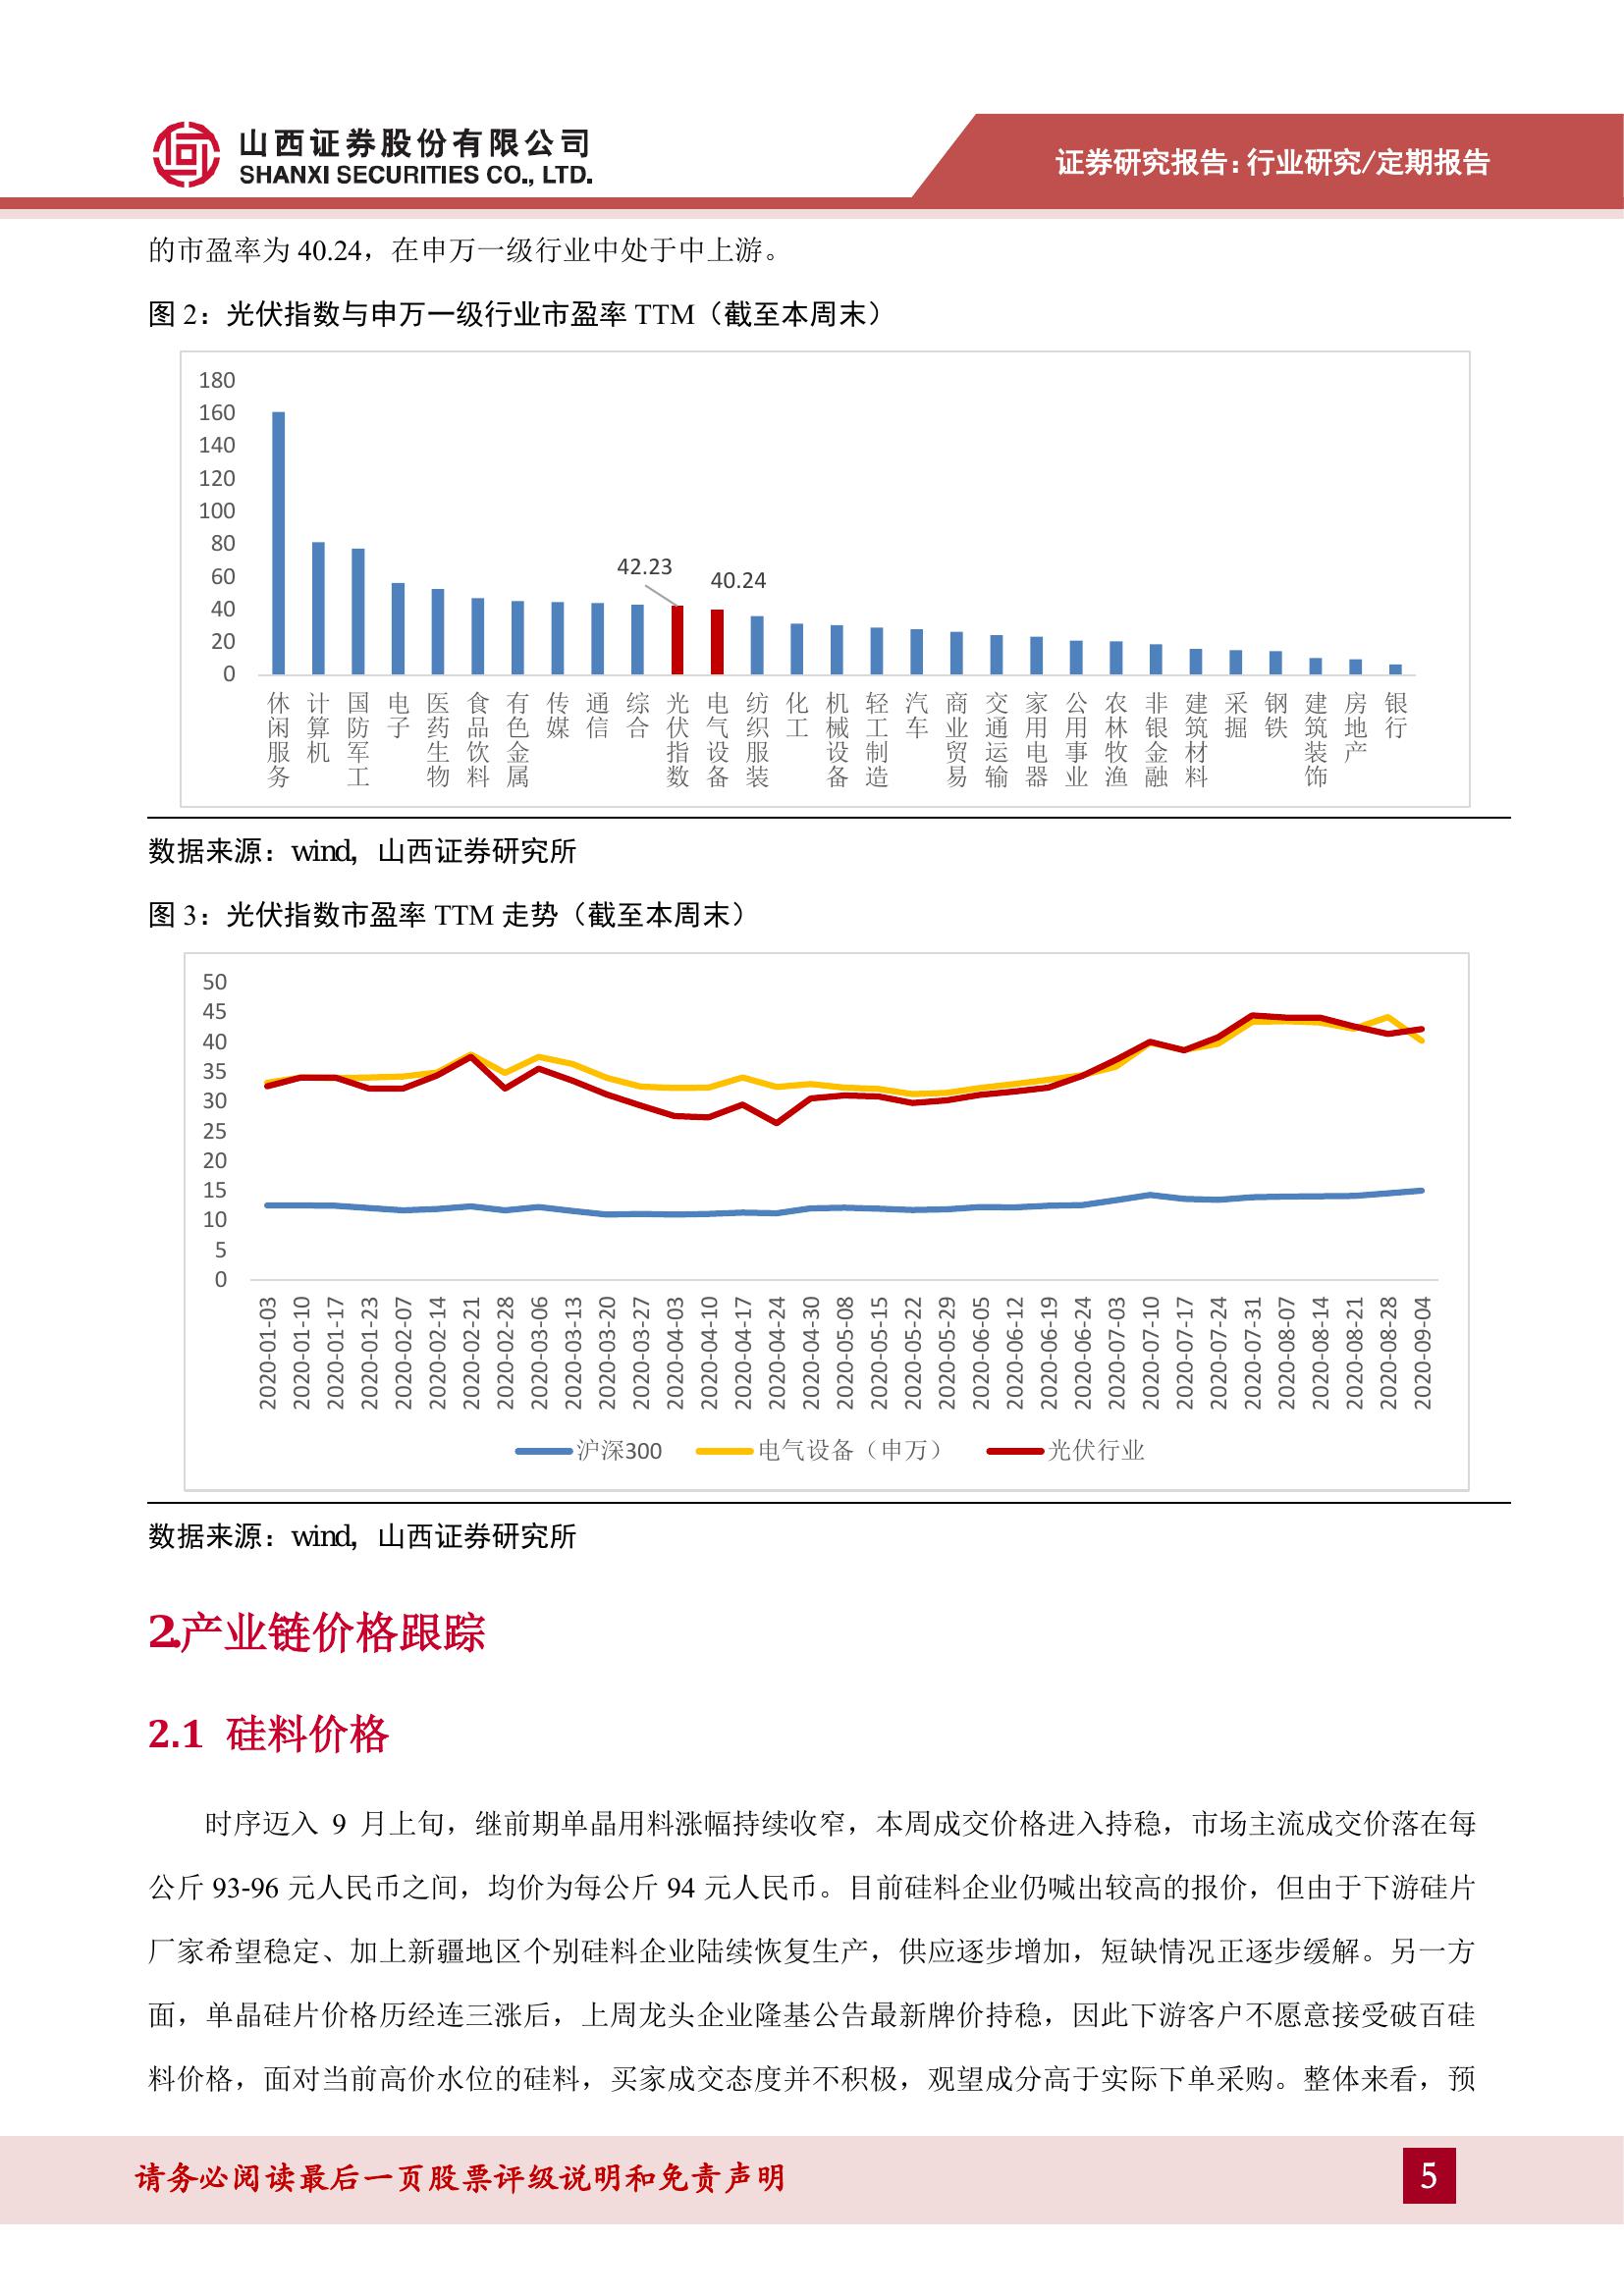 山西证券股份有限公司
SHANXI SECURITIES CO., LTD.
证券研究报告：行业研究/定期报告
的市盈率为 40.24，在申万一级行业中处于中上游。
图 2：光伏指数与申万一级行业市盈率 TTM（截至本周末）
180
160
140
120
100
80
60
40
20
0
42.23
40.24
休闲服务
计算机
国防军工
电子
医药生物
食品饮料
有色金属
传媒
通信
综合
光伏指数
电气设备
纺织服装
化工
机械设备
轻工制造
汽车
商业贸易
交通运输
家用电器
公用事业
农林牧渔
非银金融
建筑材料
采掘
钢铁
建筑装饰
房地产
银行
数据来源：wind，山西证券研究所
图 3：光伏指数市盈率 TTM 走势（截至本周末）
50
45
40
35
30
25
20
15
10
5
0
2020-01-03
2020-01-10
2020-01-17
2020-01-23
2020-02-07
2020-02-14
2020-02-21
2020-02-28
2020-03-06
2020-03-13
2020-03-20
2020-03-27
2020-04-03
2020-04-10
2020-04-17
2020-04-24
2020-04-30
2020-05-08
2020-05-15
2020-05-22
2020-05-29
2020-06-05
2020-06-12
2020-06-19
2020-06-24
2020-07-03
2020-07-10
2020-07-17
2020-07-24
2020-07-31
2020-08-07
2020-08-14
2020-08-21
2020-08-28
2020-09-04
沪深300 电气设备（申万） 光伏行业
数据来源：wind，山西证券研究所
2.产业链价格跟踪
2.1 硅料价格
时序迈入 9 月上旬，继前期单晶用料涨幅持续收窄，本周成交价格进入持稳，市场主流成交价落在每
公斤 93-96 元人民币之间，均价为每公斤 94 元人民币。目前硅料企业仍喊出较高的报价，但由于下游硅片
厂家希望稳定、加上新疆地区个别硅料企业陆续恢复生产，供应逐步增加，短缺情况正逐步缓解。另一方
面，单晶硅片价格历经连三涨后，上周龙头企业隆基公告最新牌价持稳，因此下游客户不愿意接受破百硅
料价格，面对当前高价水位的硅料，买家成交态度并不积极，观望成分高于实际下单采购。整体来看，预
请务必阅读最后一页股票评级说明和免责声明
5